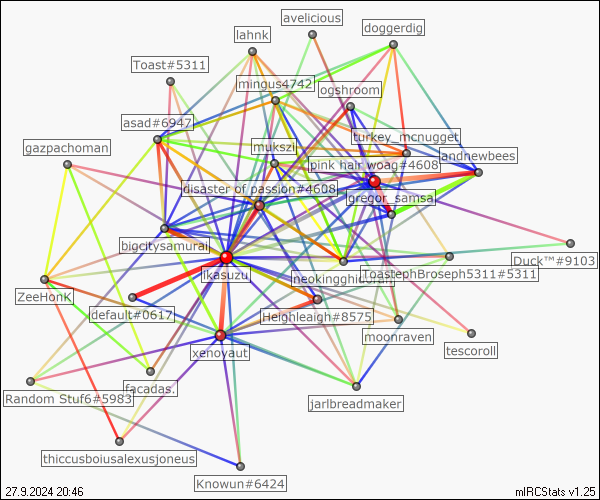 avelicious
doggerdig
lahnk
Toast#5311
mingus4742
ogshroom
asad#6947
turkey_mcnugget
gazpachoman
mukszi
andnewbees
pink hair woag#4608
disaster of passion#4608
gregor_samsa
bigcitysamurai
Duck™#9103
ikasuzu
ToastephBroseph5311#5311
neokingghidorah
ZeeHonK
default#0617
Heighleaigh#8575
moonraven
xenovaut
tescoroll
facadas.
Random Stuf6#5983
jarlbreadmaker
thiccusboiusalexusjoneus
Knowun#6424
27.9.2024 20:46
mIRCStats v1.25